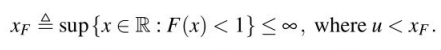 x_F ≜ sup {x ∈ ℝ : F(x) < 1} ≤ ∞, where u < x_F.